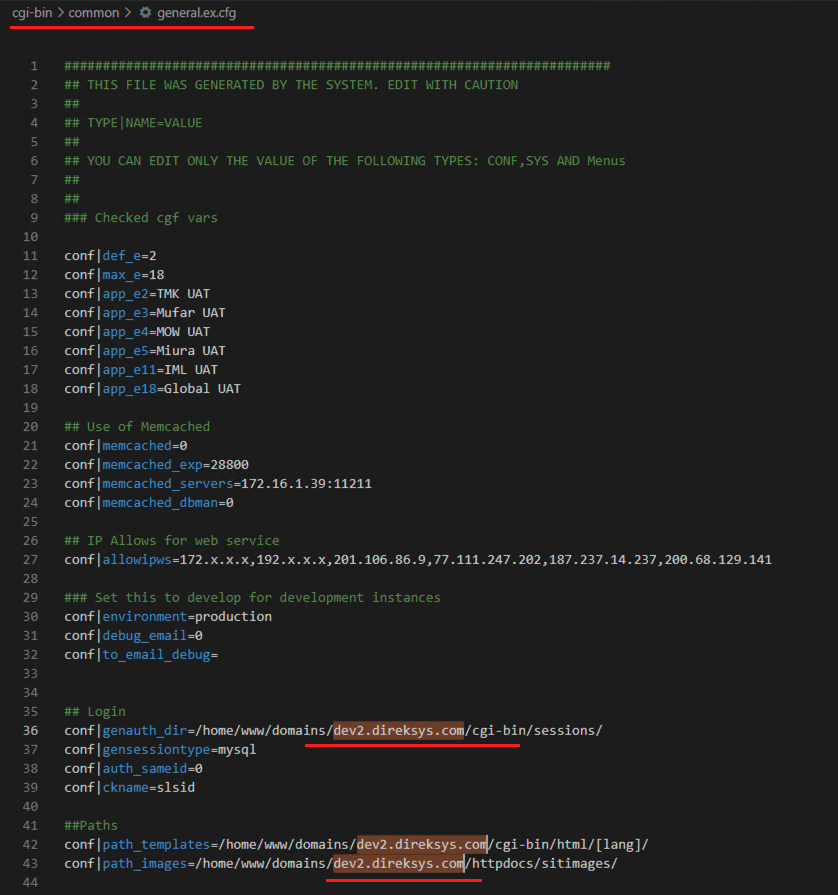 cgi-bin > common > general.ex.cfg
1 #######################################################################
2 ## THIS FILE WAS GENERATED BY THE SYSTEM. EDIT WITH CAUTION
3 ##
4 ## TYPE|NAME=VALUE
5 ##
6 ## YOU CAN EDIT ONLY THE VALUE OF THE FOLLOWING TYPES: CONF,SYS AND Menus
7 ##
8 ##
9 ### Checked cgf vars
10
11 conf|def_e=2
12 conf|max_e=18
13 conf|app_e2=TMK UAT
14 conf|app_e3=Mufar UAT
15 conf|app_e4=MOW UAT
16 conf|app_e5=Miura UAT
17 conf|app_e11=IML UAT
18 conf|app_e18=Global UAT
19
20 ## Use of Memcached
21 conf|memcached=0
22 conf|memcached_exp=28800
23 conf|memcached_servers=172.16.1.39:11211
24 conf|memcached_dbman=0
25
26 ## IP Allows for web service
27 conf|allowipws=172.x.x.x,192.x.x.x,201.106.86.9,77.111.247.202,187.237.14.237,200.68.129.141
28
29 ### Set this to develop for development instances
30 conf|environment=production
31 conf|debug_email=0
32 conf|to_email_debug=
33
34
35 ## Login
36 conf|genauth_dir=/home/www/domains/dev2.direksys.com/cgi-bin/sessions/
37 conf|gensessiontype=mysql
38 conf|auth_sameid=0
39 conf|ckname=slsid
40
41 ##Paths
42 conf|path_templates=/home/www/domains/dev2.direksys.com/cgi-bin/html/[lang]/
43 conf|path_images=/home/www/domains/dev2.direksys.com/httpdocs/sitimages/
44